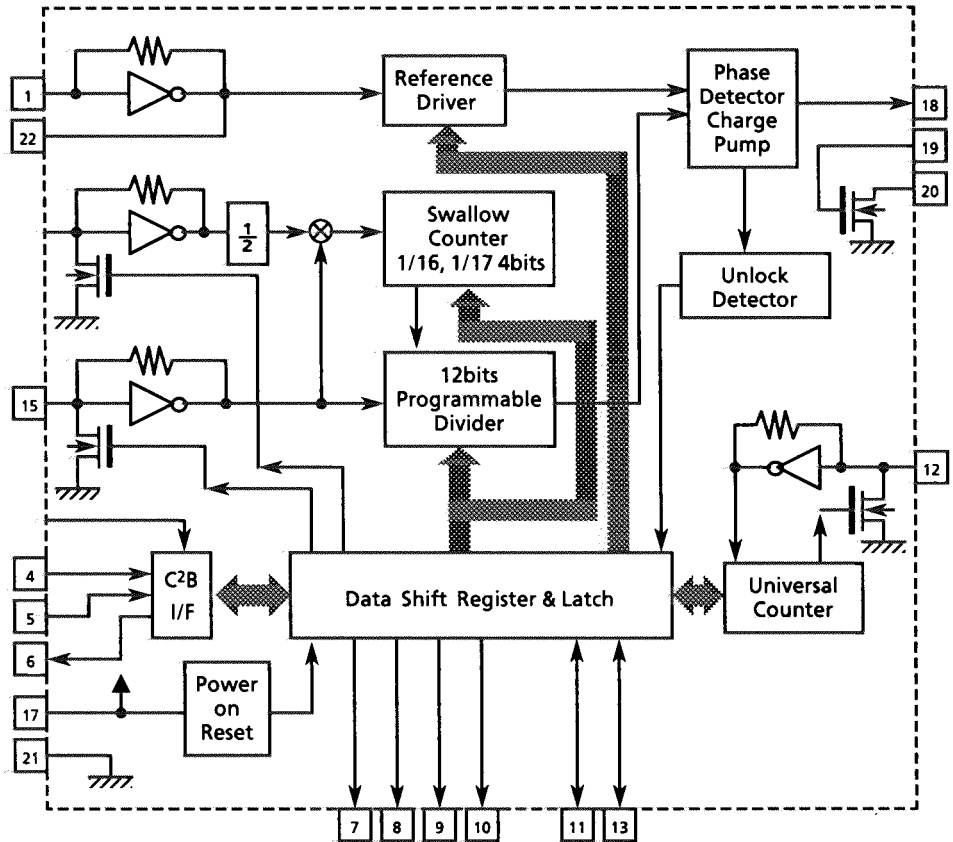 1
22
Reference
Driver
Phase
Detector
Charge
Pump
18
19
20
1
2
Swallow
Counter
1/16, 1/17 4bits
Unlock
Detector
15
12bits
Programmable
Divider
12
4
5
6
C²B
I/F
Data Shift Register & Latch
Universal
Counter
17
21
Power
on
Reset
7
8
9
10
11
13